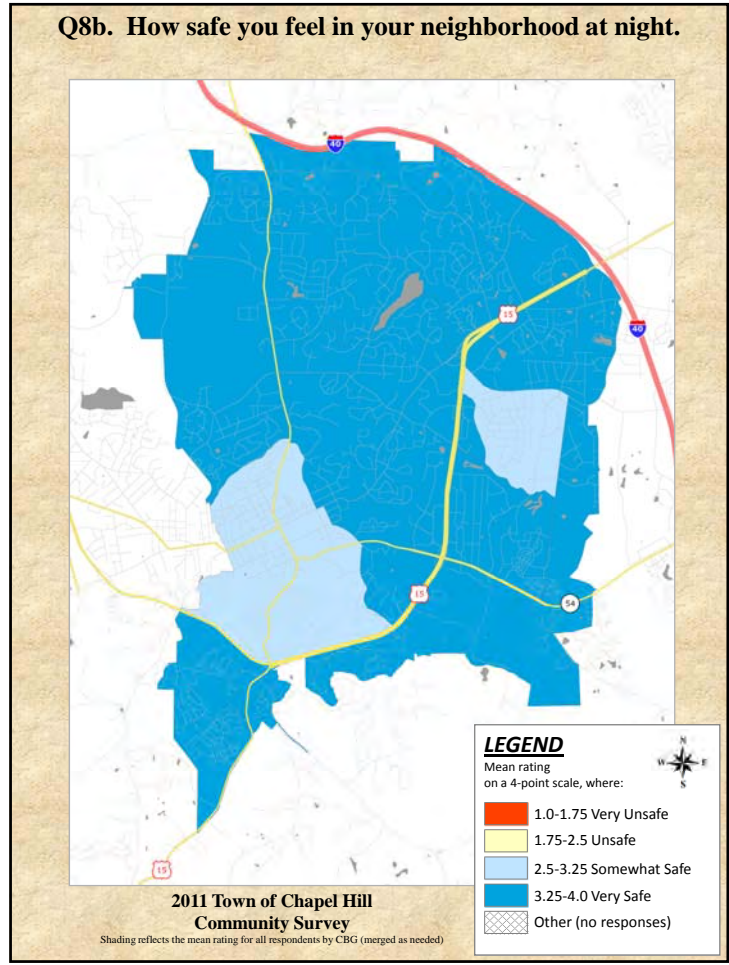 Q8b. How safe you feel in your neighborhood at night.
40
15
40
54
15
15
LEGEND
Mean rating
on a 4-point scale, where:
N
W E
S
1.0-1.75 Very Unsafe
1.75-2.5 Unsafe
2.5-3.25 Somewhat Safe
3.25-4.0 Very Safe
Other (no responses)
2011 Town of Chapel Hill
Community Survey
Shading reflects the mean rating for all respondents by CBG (merged as needed)